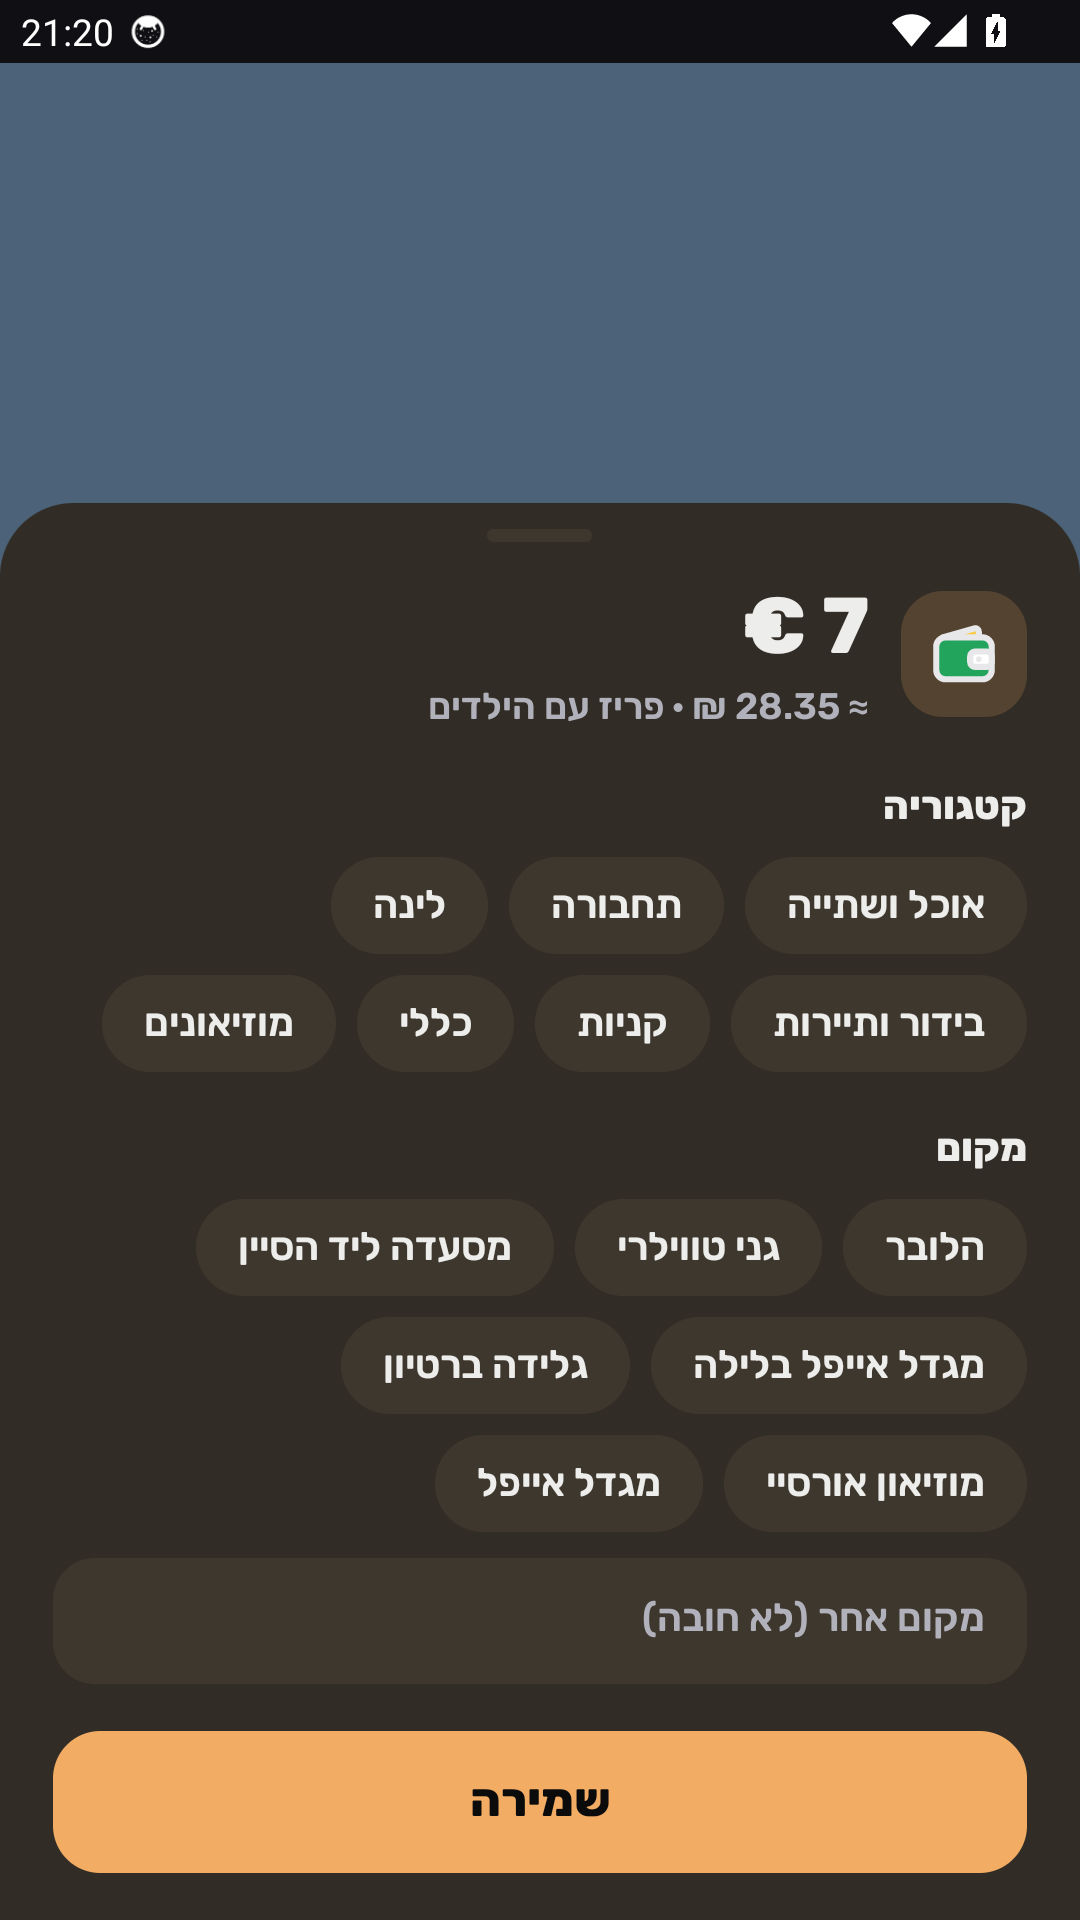 21:20
7 €
≈ 28.35 ₪ • פריז עם הילדים
קטגוריה
אוכל ושתייה תחבורה לינה
בידור ותיירות קניות כללי מוזיאונים
מקום
הלובר גני טווילרי מסעדה ליד הסיין
מגדל אייפל בלילה גלידה ברטיון
מוזיאון אורסיי מגדל אייפל
מקום אחר (לא חובה)
שמירה